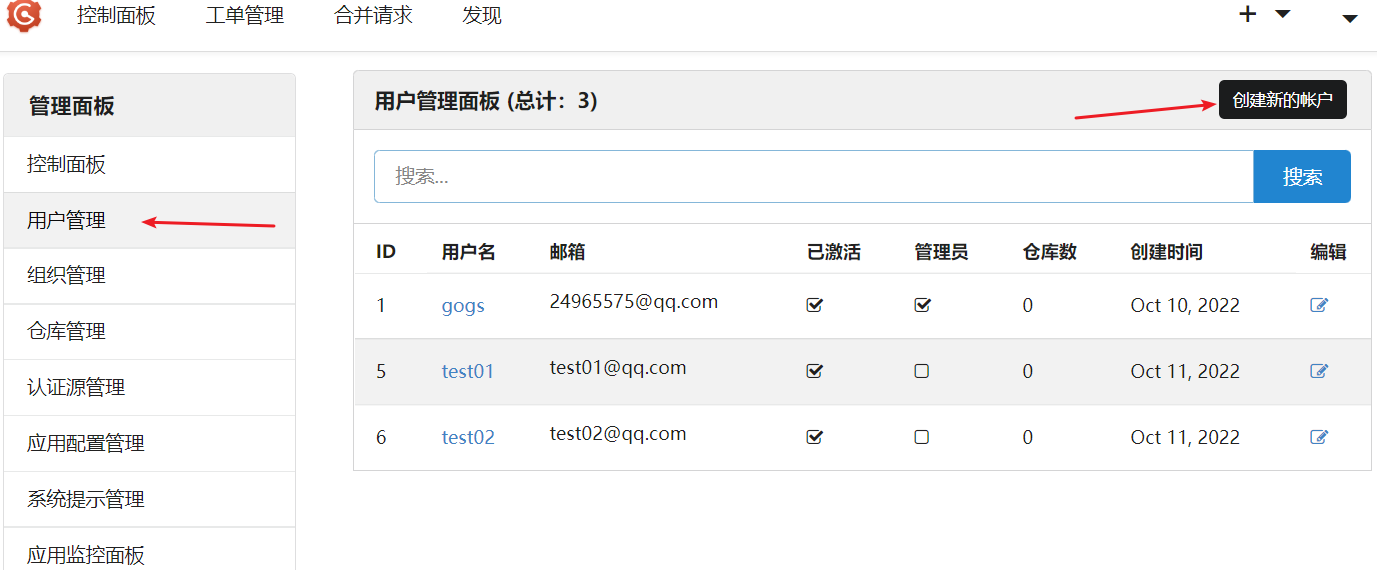 控制面板 工单管理 合并请求 发现
管理面板
控制面板
用户管理
组织管理
仓库管理
认证源管理
应用配置管理
系统提示管理
应用监控面板
用户管理面板 (总计：3) 创建新的帐户
搜索... 搜索
ID 用户名 邮箱 已激活 管理员 仓库数 创建时间 编辑
1 gogs 24965575@qq.com 0 Oct 10, 2022
5 test01 test01@qq.com 0 Oct 11, 2022
6 test02 test02@qq.com 0 Oct 11, 2022